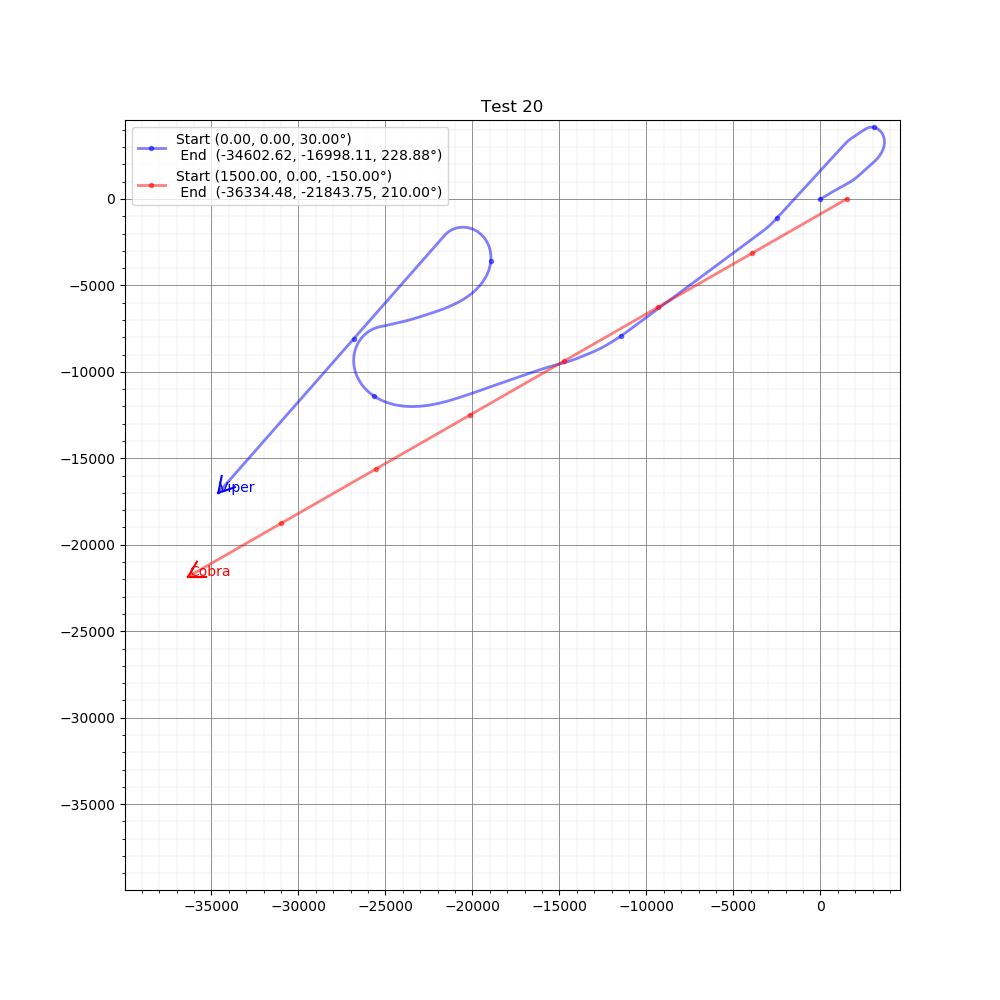 Test 20
Start (0.00, 0.00, 30.00°)
End (-34602.62, -16998.11, 228.88°)
Start (1500.00, 0.00, -150.00°)
End (-36334.48, -21843.75, 210.00°)
0
−5000
−10000
−15000
−20000
−25000
−30000
−35000
Viper
Cobra
−35000 −30000 −25000 −20000 −15000 −10000 −5000 0